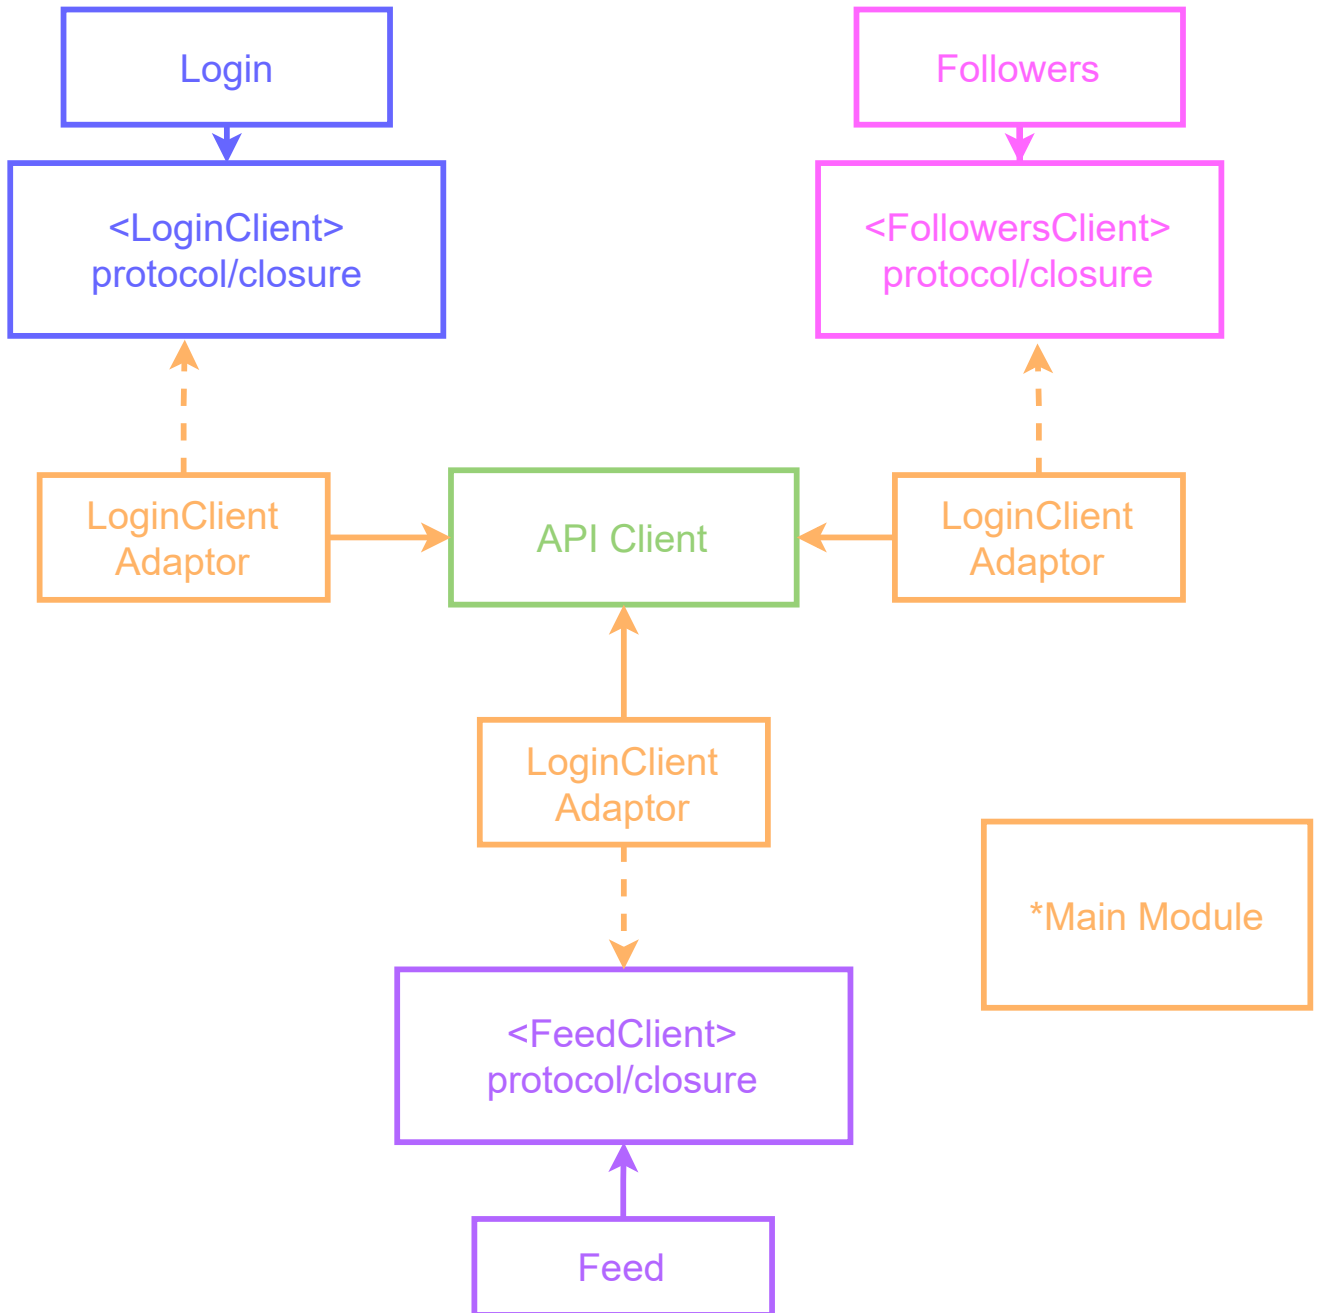 Login
Followers
<LoginClient>
protocol/closure
<FollowersClient>
protocol/closure
LoginClient
Adaptor
API Client
LoginClient
Adaptor
LoginClient
Adaptor
*Main Module
<FeedClient>
protocol/closure
Feed